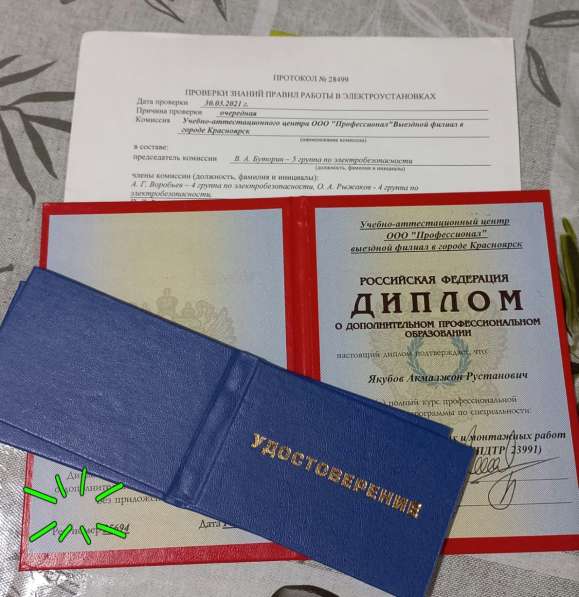 ПРОТОКОЛ № 28499
ПРОВЕРКИ ЗНАНИЙ ПРАВИЛ РАБОТЫ В ЭЛЕКТРОУСТАНОВКАХ
Дата проверки 30.03.2021 г.
Причина проверки очередная
Комиссия Учебно-аттестационного центра ООО "Профессионал"Выездной филиал в
городе Красноярск
(наименование комиссии)
в составе:
председатель комиссии В. А. Буторин – 5 группа по электробезопасности
(должность, фамилия и инициалы)
члены комиссии (должность, фамилия и инициалы):
А. Г. Воробьев – 4 группа по электробезопасности, О. А. Рыжаков - 4 группа по
электробезопасности,
Учебно-аттестационный центр
ООО "Профессионал"
выездной филиал в городе Красноярск
РОССИЙСКАЯ ФЕДЕРАЦИЯ
ДИПЛОМ
О ДОПОЛНИТЕЛЬНОМ ПРОФЕССИОНАЛЬНОМ
ОБРАЗОВАНИИ
настоящий диплом подтверждает, что
Якубов Акмалжон Рустанович
полный курс профессиональной
программы по специальности
и монтажных работ
23991)
УДОСТОВЕРЕНИЕ
без
Дата